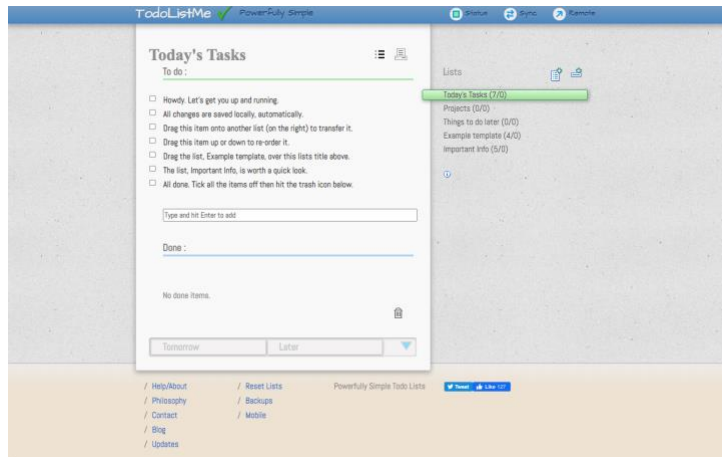 TodoListMe Powerfully Simple
Status Sync Remote
Today's Tasks
To do :
Howdy. Let's get you up and running.
All changes are saved locally, automatically.
Drag this item onto another list (on the right) to transfer it.
Drag this item up or down to re-order it.
Drag the list, Example template, over this lists title above.
The list, Important Info, is worth a quick look.
All done. Tick all the items off then hit the trash icon below.
Type and hit Enter to add
Done :
No done items.
Tomorrow Later
Lists
Today's Tasks (7/0)
Projects (0/0)
Things to do later (0/0)
Example template (4/0)
Important Info (5/0)
/ Help/About
/ Philosophy
/ Contact
/ Blog
/ Updates
/ Reset Lists
/ Backups
/ Mobile
Powerfully Simple Todo Lists
Tweet Like 127